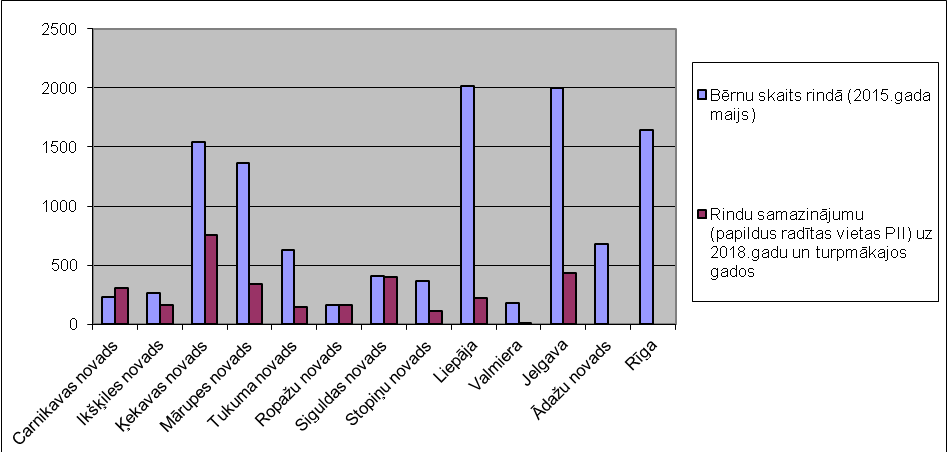 2500
2000
1500
1000
500
0
Carnikavas novads
Ikšķiles novads
Ķekavas novads
Mārupes novads
Tukuma novads
Ropažu novads
Siguldas novads
Stopiņu novads
Liepāja
Valmiera
Jelgava
Ādažu novads
Rīga
Bērnu skaits rindā (2015.gada
maijs)
Rindu samazinājumu
(papildus radītas vietas PII) uz
2018.gadu un turpmākajos
gados